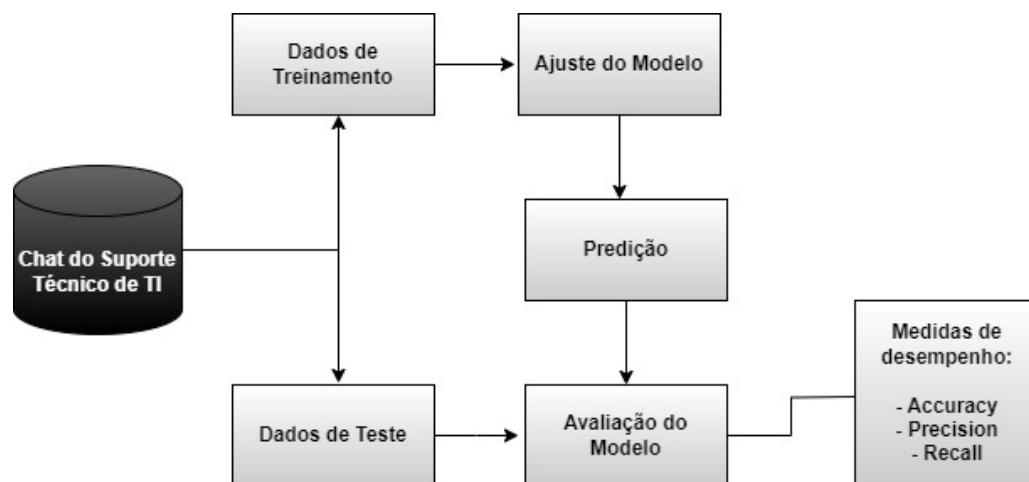 Dados de
Treinamento
Ajuste do Modelo
Chat do Suporte
Técnico de TI
Predição
Dados de Teste
Avaliação do
Modelo
Medidas de
desempenho:
- Accuracy
- Precision
- Recall